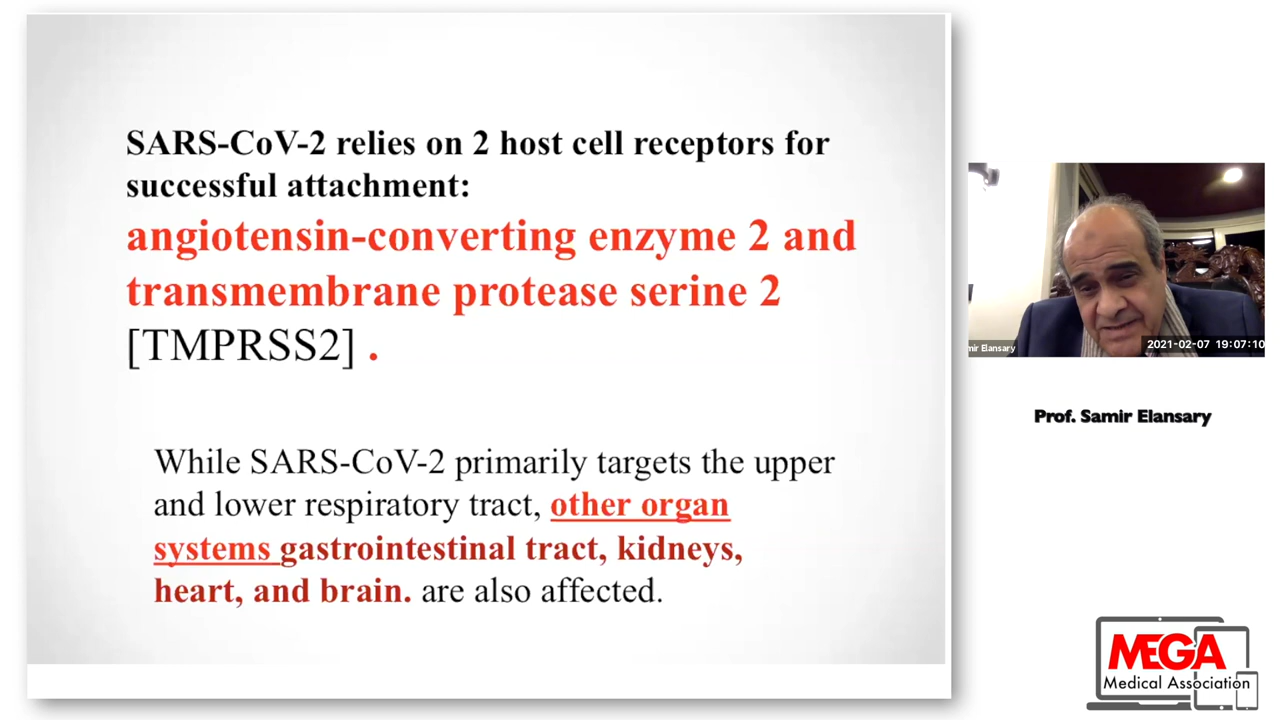 SARS-CoV-2 relies on 2 host cell receptors for
successful attachment:
angiotensin-converting enzyme 2 and
transmembrane protease serine 2
[TMPRSS2] .
While SARS-CoV-2 primarily targets the upper
and lower respiratory tract, other organ
systems gastrointestinal tract, kidneys,
heart, and brain. are also affected.
mir Elansary
2021-02-07 19:07:10
Prof. Samir Elansary
MEGA
Medical Association